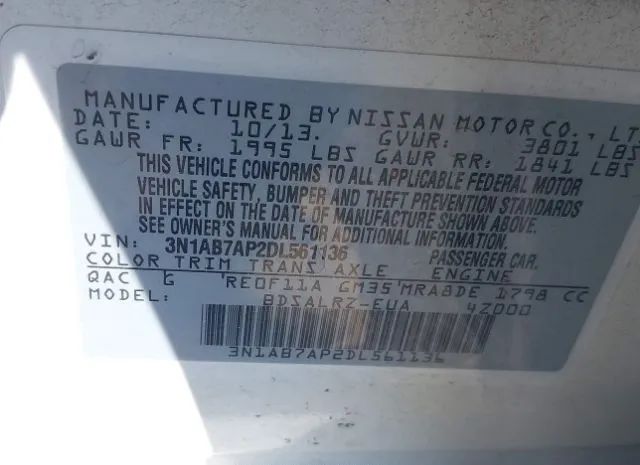 MANUFACTURED BY NISSAN MOTOR CO., LT
DATE: 10/13. GVWR: 3801 LBS
GAWR FR: 1995 LBS GAWR RR: 1841 LBS
THIS VEHICLE CONFORMS TO ALL APPLICABLE FEDERAL MOTOR
VEHICLE SAFETY, BUMPER AND THEFT PREVENTION STANDARDS
IN EFFECT ON THE DATE OF MANUFACTURE SHOWN ABOVE.
SEE OWNER'S MANUAL FOR ADDITIONAL INFORMATION.
VIN: 3N1AB7AP2DL561136 PASSENGER CAR.
COLOR TRIM TRANS AXLE ENGINE
QAC G RE0F11A GM35 MRA8DE 1798 CC
MODEL: BDSALRZ-EUA 4Z000
3N1AB7AP2DL561136